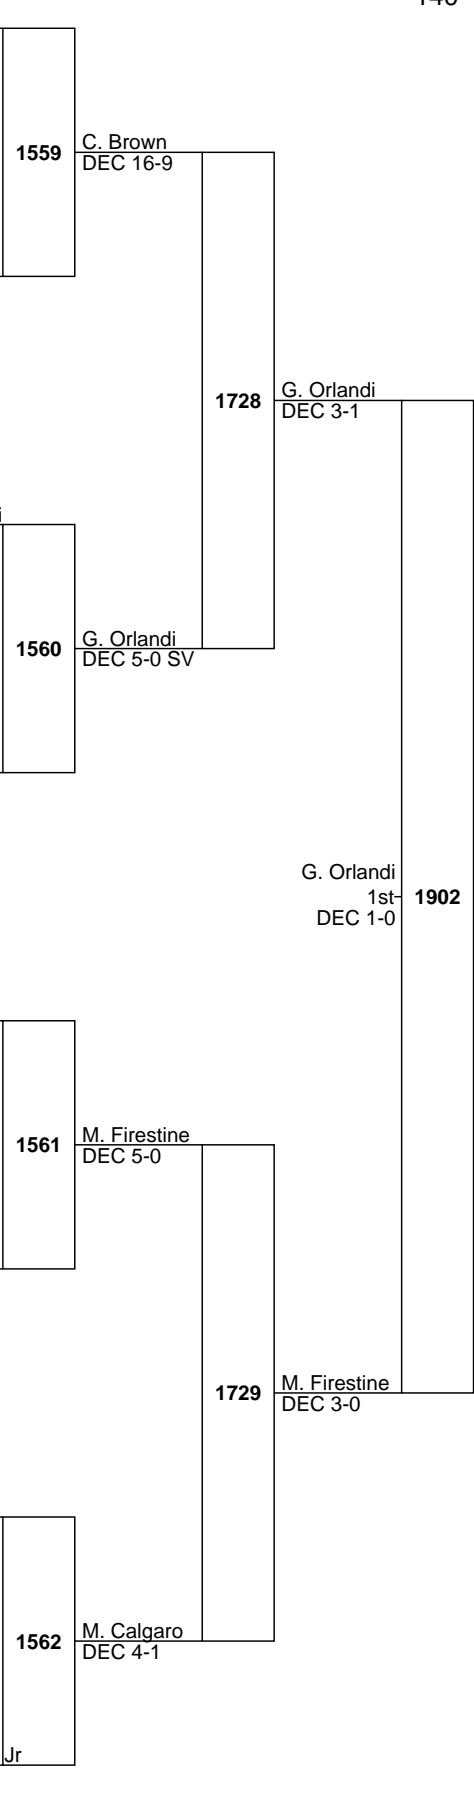 1559
C. Brown
DEC 16-9
1728
G. Orlandi
DEC 3-1
1560
G. Orlandi
DEC 5-0 SV
G. Orlandi
1st
DEC 1-0
1902
1561
M. Firestine
DEC 5-0
1729
M. Firestine
DEC 3-0
1562
M. Calgaro
DEC 4-1
Jr